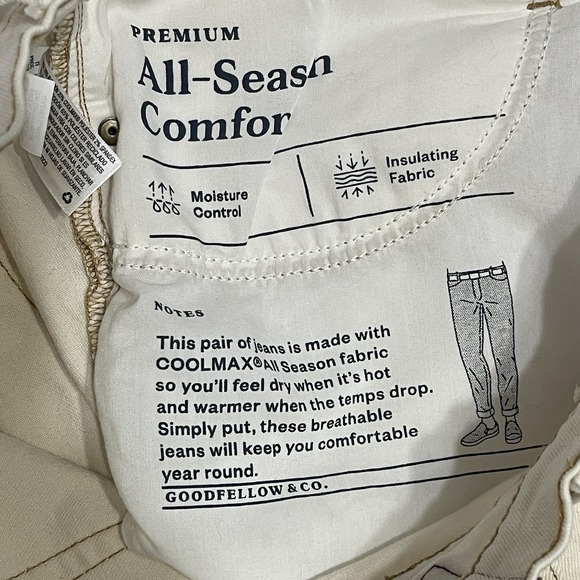 PREMIUM
All-Seasn
Comfor
Moisture
Control
Insulating
Fabric
NOTES
This pair of jeans is made with
COOLMAX® All Season fabric
so you'll feel dry when it's hot
and warmer when the temps drop.
Simply put, these breathable
jeans will keep you comfortable
year round.
GOODFELLOW & CO.